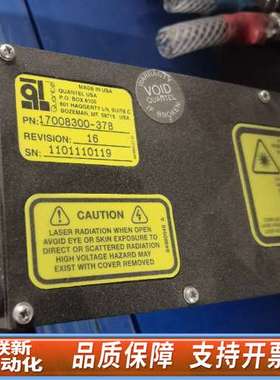 QUANTEL
MADE IN USA
QUANTEL USA
P.O. BOX 6100
601 HAGGERTY LN, SUITE C
BOZEMAN, MT. 59715 USA
PN: 17008300-378
REVISION: 16
SN: 1101110119
WARRANTY
VOID
QUANTEL
IF BROKEN
CAUTION
LASER RADIATION WHEN OPEN
AVOID EYE OR SKIN EXPOSURE TO
DIRECT OR SCATTERED RADIATION
HIGH VOLTAGE HAZARD MAY
EXIST WITH COVER REMOVED
联新
动化
品质保障 支持开票